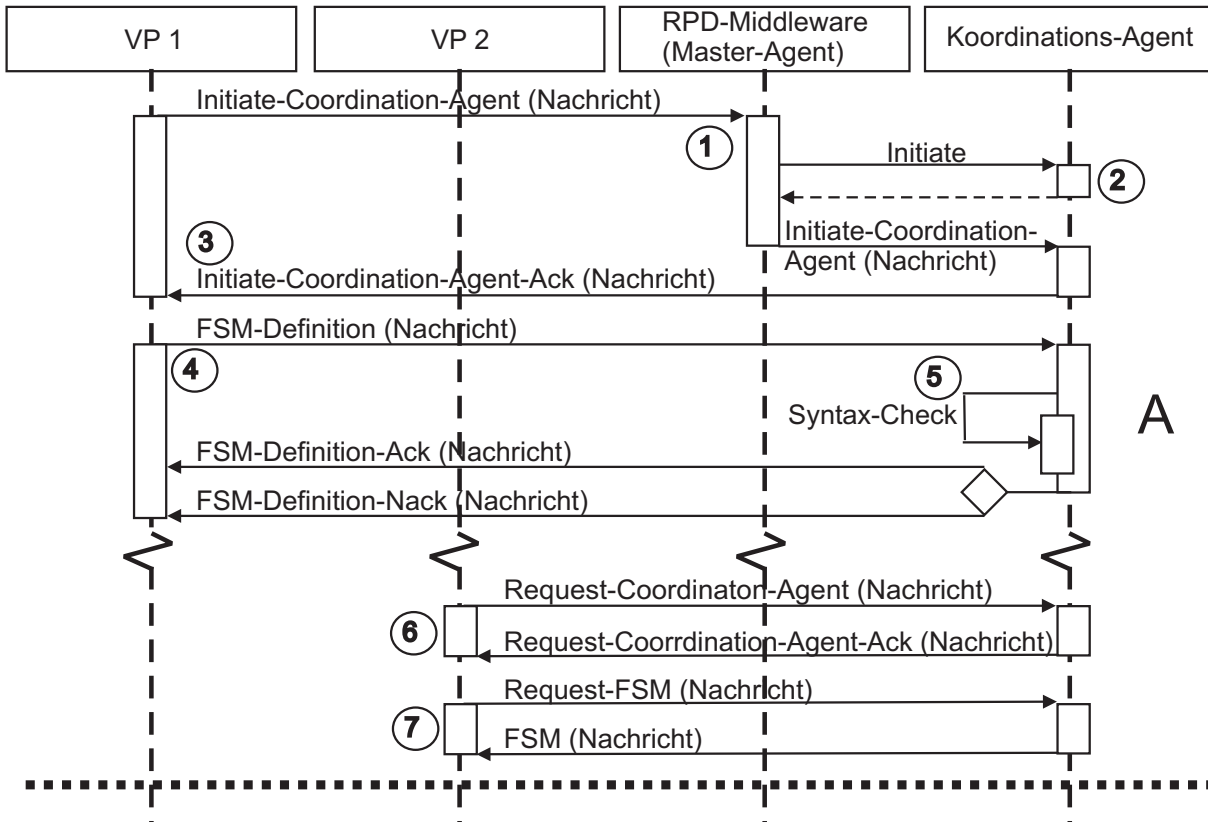 VP 1
VP 2
RPD-Middleware
(Master-Agent)
Koordinations-Agent
Initiate-Coordination-Agent (Nachricht)
1
Initiate
2
3
Initiate-Coordination-
Agent (Nachricht)
Initiate-Coordination-Agent-Ack (Nachricht)
FSM-Definition (Nachricht)
4
5
Syntax-Check
A
FSM-Definition-Ack (Nachricht)
FSM-Definition-Nack (Nachricht)
Request-Coordinaton-Agent (Nachricht)
6
Request-Coorrdination-Agent-Ack (Nachricht)
Request-FSM (Nachricht)
7
FSM (Nachricht)